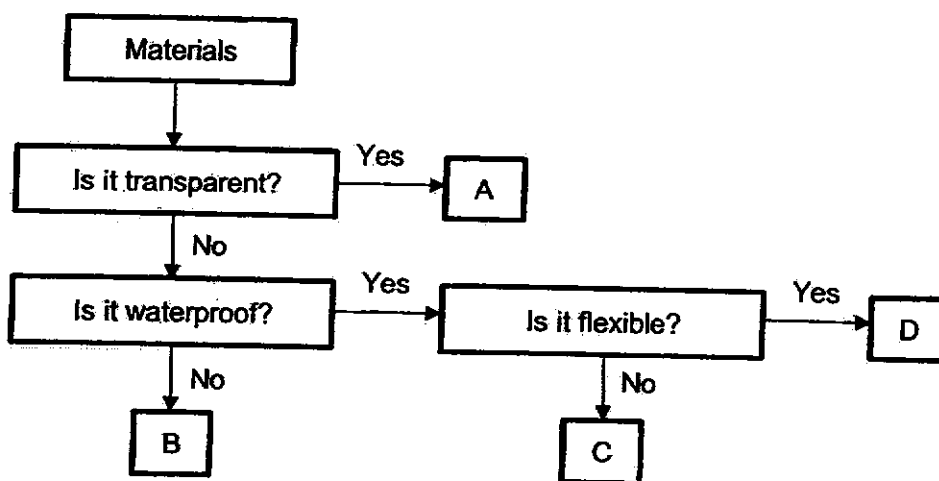 Materials
Is it transparent?
Yes
A
No
Is it waterproof?
Yes
Is it flexible?
Yes
D
No
B
No
C